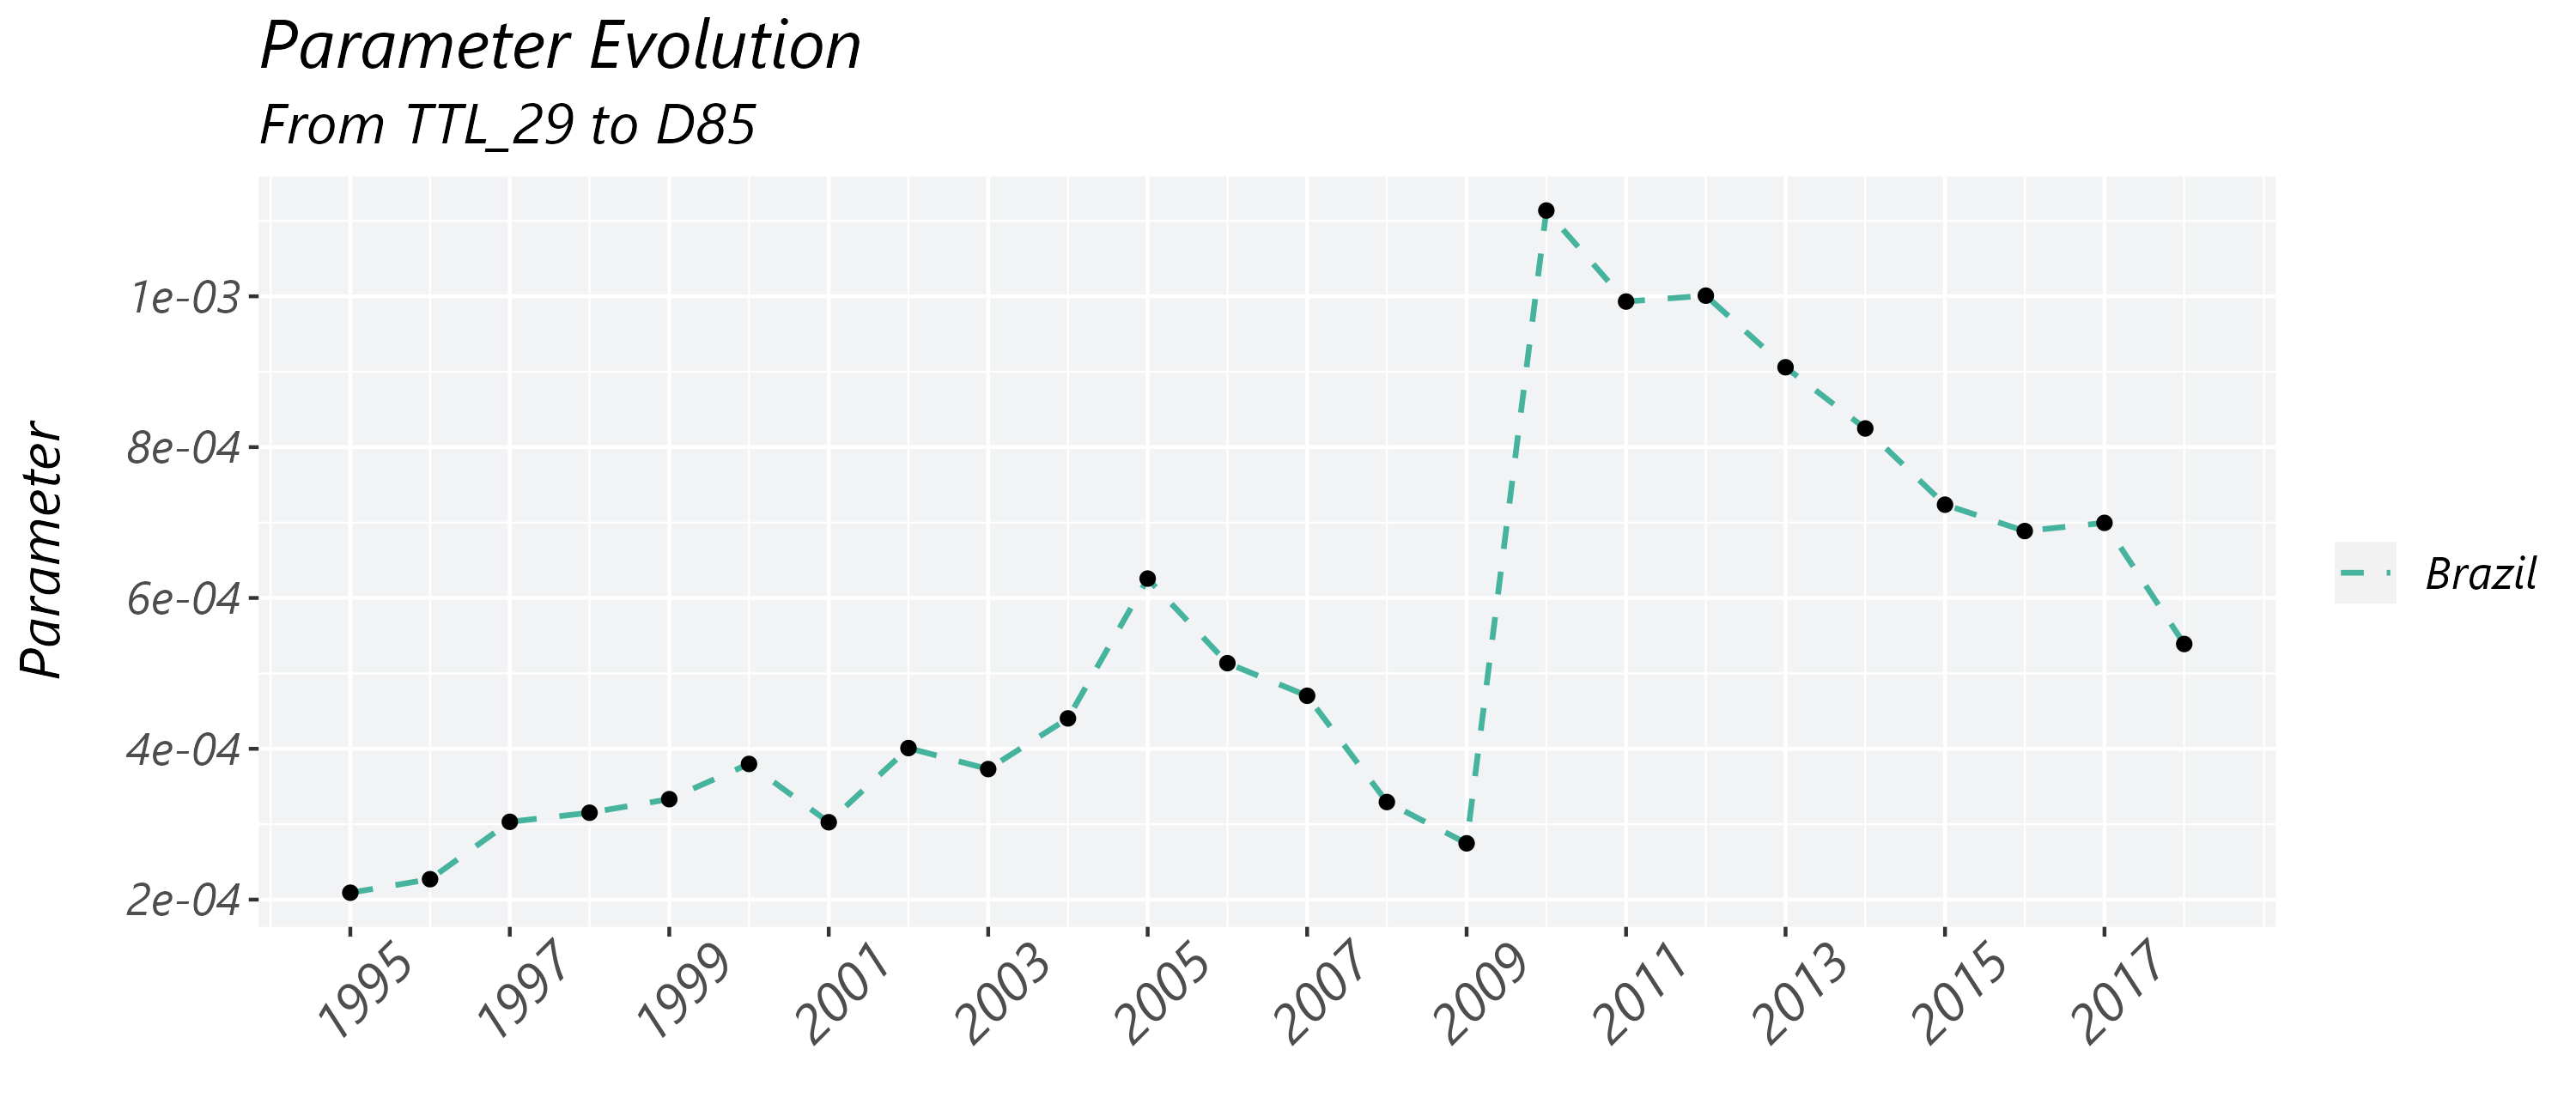 Parameter Evolution
From TTL_29 to D85
Parameter
1e-03
8e-04
6e-04
4e-04
2e-04
1995
1997
1999
2001
2003
2005
2007
2009
2011
2013
2015
2017
Brazil